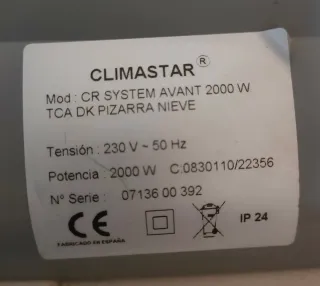 CLIMASTAR ®
Mod : CR SYSTEM AVANT 2000 W
TCA DK PIZARRA NIEVE
Tensión : 230 V ~ 50 Hz
Potencia : 2000 W C:0830110/22356
Nº Serie : 07136 00 392
CE IP 24
FABRICADO EN ESPAÑA